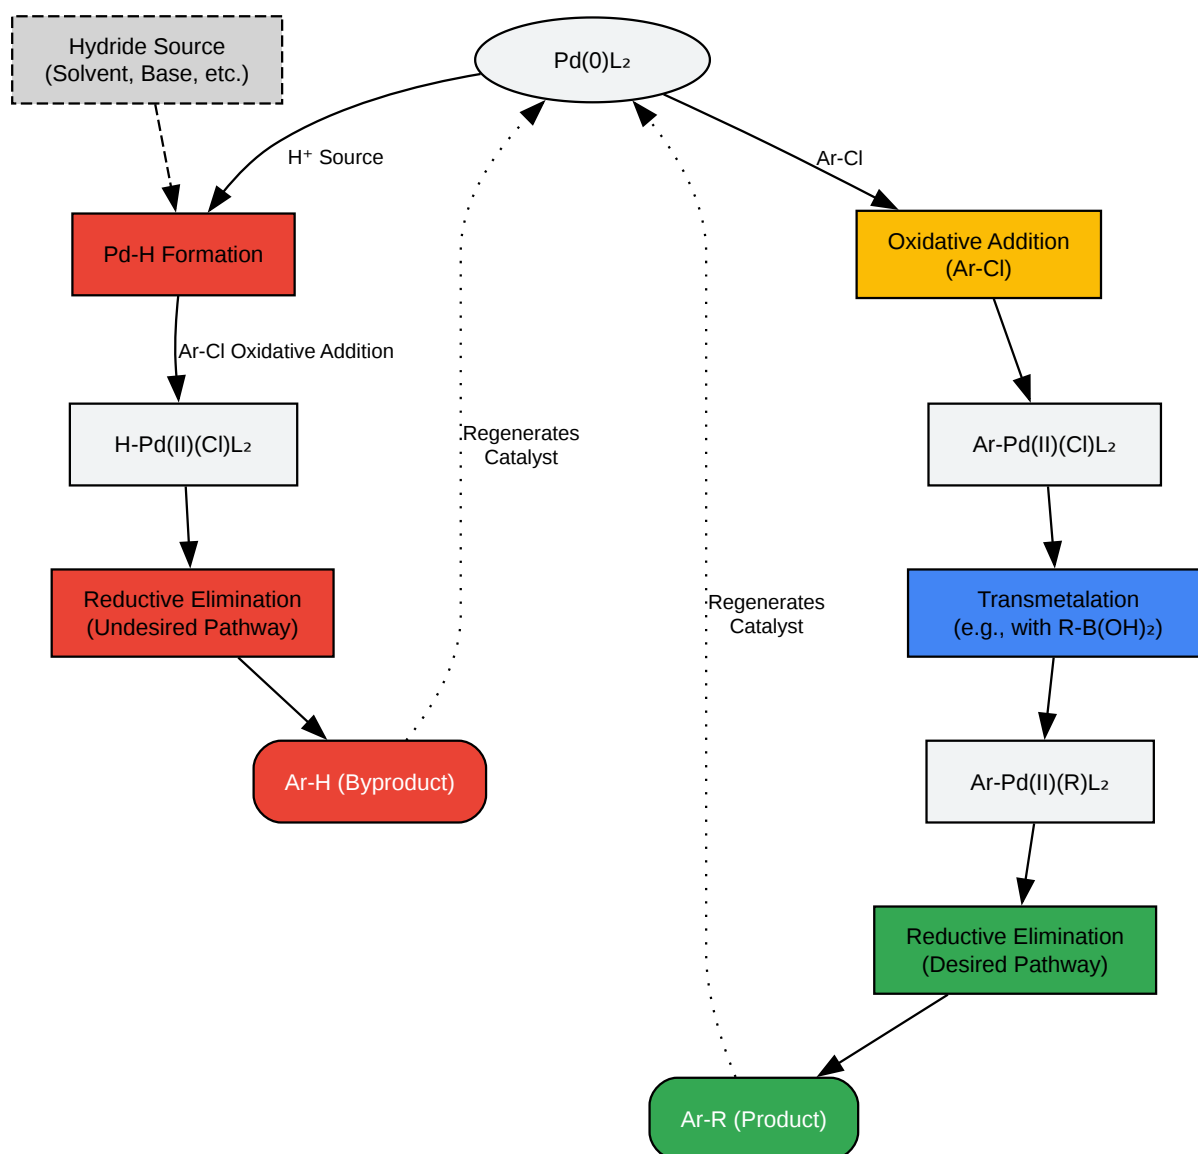 Hydride Source
(Solvent, Base, etc.)
Pd(0)L₂
H⁺ Source
Ar-Cl
Pd-H Formation
Oxidative Addition
(Ar-Cl)
Ar-Cl Oxidative Addition
H-Pd(II)(Cl)L₂
Regenerates
Catalyst
Ar-Pd(II)(Cl)L₂
Reductive Elimination
(Undesired Pathway)
Regenerates
Catalyst
Transmetalation
(e.g., with R-B(OH)₂)
Ar-H (Byproduct)
Ar-Pd(II)(R)L₂
Reductive Elimination
(Desired Pathway)
Ar-R (Product)